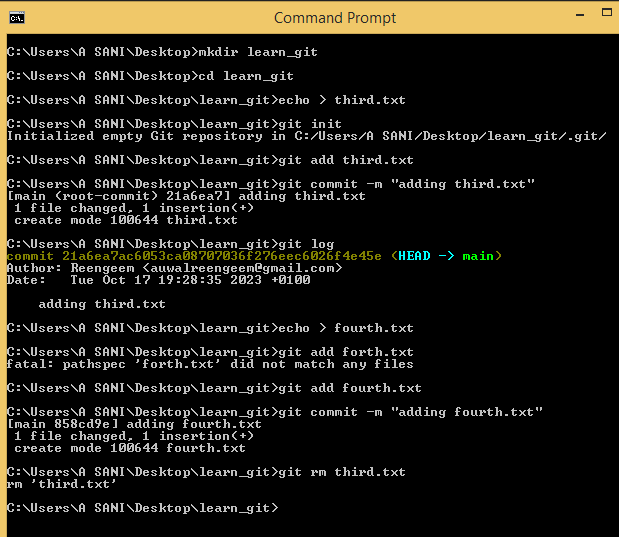 Command Prompt
C:\Users\A SANI\Desktop>mkdir learn_git
C:\Users\A SANI\Desktop>cd learn_git
C:\Users\A SANI\Desktop\learn_git>echo > third.txt
C:\Users\A SANI\Desktop\learn_git>git init
Initialized empty Git repository in C:/Users/A SANI/Desktop/learn_git/.git/
C:\Users\A SANI\Desktop\learn_git>git add third.txt
C:\Users\A SANI\Desktop\learn_git>git commit -m "adding third.txt"
[main (root-commit) 21a6ea7] adding third.txt
 1 file changed, 1 insertion(+)
 create mode 100644 third.txt
C:\Users\A SANI\Desktop\learn_git>git log
commit 21a6ea7ac6053ca08707036f276eec6026f4e45e (HEAD -> main)
Author: Reengeem <auwalreengeem@gmail.com>
Date:   Tue Oct 17 19:28:35 2023 +0100
    adding third.txt
C:\Users\A SANI\Desktop\learn_git>echo > fourth.txt
C:\Users\A SANI\Desktop\learn_git>git add forth.txt
fatal: pathspec 'forth.txt' did not match any files
C:\Users\A SANI\Desktop\learn_git>git add fourth.txt
C:\Users\A SANI\Desktop\learn_git>git commit -m "adding fourth.txt"
[main 858cd9e] adding fourth.txt
 1 file changed, 1 insertion(+)
 create mode 100644 fourth.txt
C:\Users\A SANI\Desktop\learn_git>git rm third.txt
rm 'third.txt'
C:\Users\A SANI\Desktop\learn_git>